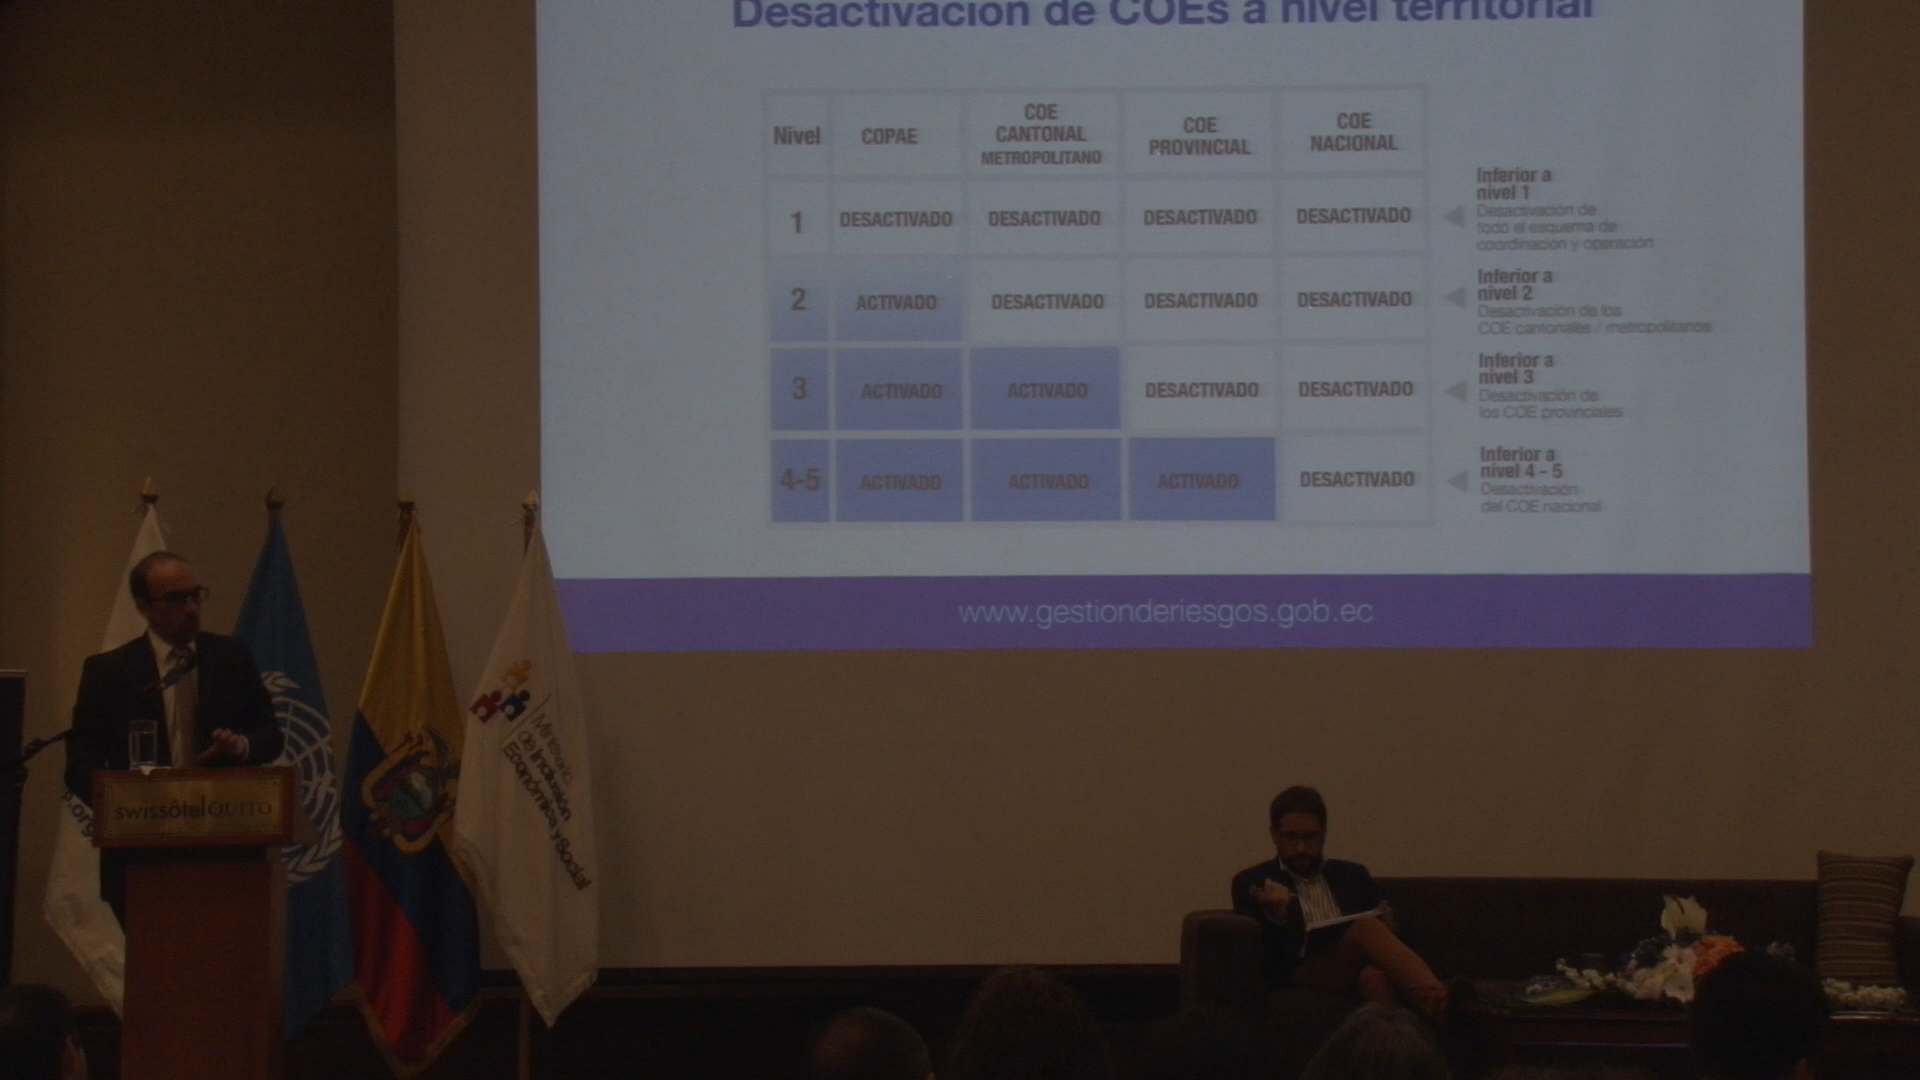 Desactivación de COEs a nivel territorial
Nivel
COPAE
COE
CANTONAL
METROPOLITANO
COE
PROVINCIAL
COE
NACIONAL
1
DESACTIVADO
DESACTIVADO
DESACTIVADO
DESACTIVADO
Inferior a
nivel 1
Desactivación de
todo el esquema de
coordinación y operación
2
ACTIVADO
DESACTIVADO
DESACTIVADO
DESACTIVADO
Inferior a
nivel 2
Desactivación de los
COE cantonales / metropolitanos
3
ACTIVADO
ACTIVADO
DESACTIVADO
DESACTIVADO
Inferior a
nivel 3
Desactivación de
los COE provinciales
4-5
ACTIVADO
ACTIVADO
ACTIVADO
DESACTIVADO
Inferior a
nivel 4 - 5
Desactivación
del COE nacional
www.gestionderiesgos.gob.ec
Ministerio
de Inclusión
Económica y Social
swissôtel QUITO